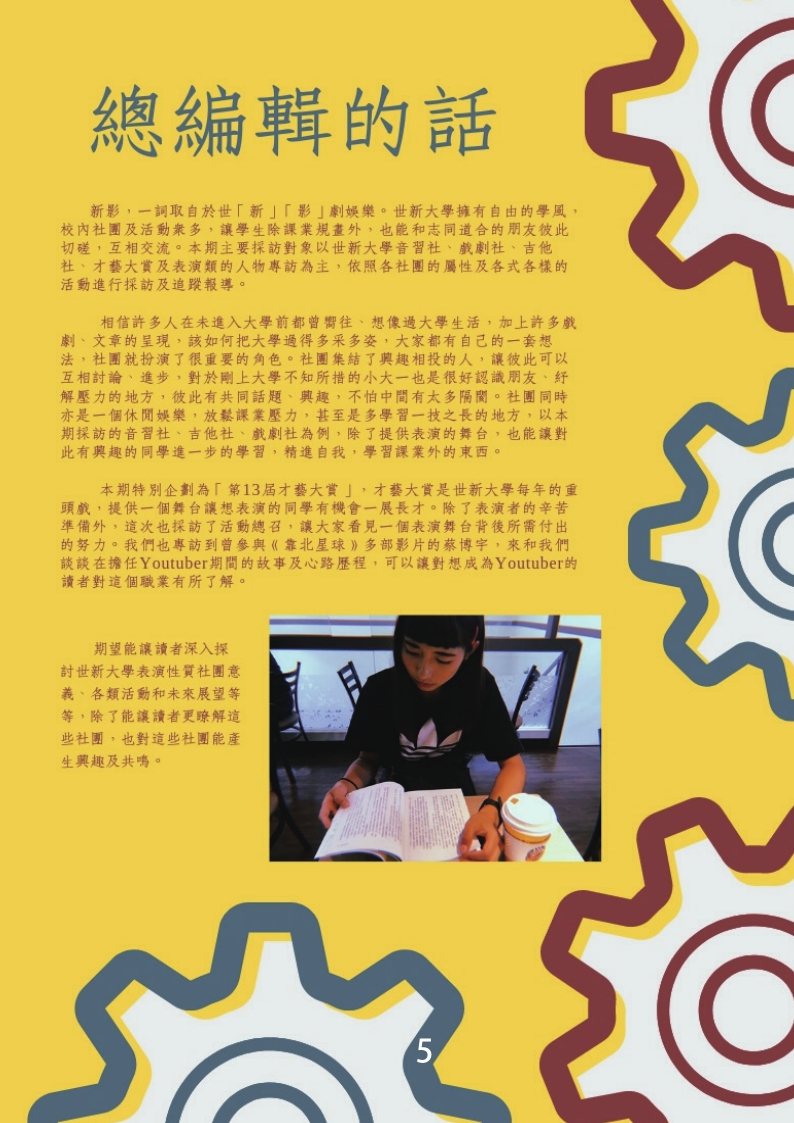 總編輯的話
新影，一詞取自於世「新」「影」劇娛樂。世新大學擁有自由的學風，
校內社團及活動眾多，讓學生除課業規畫外，也能和志同道合的朋友彼此
切磋，互相交流。本期主要採訪對象以世新大學音習社、戲劇社、吉他
社、才藝大賞及表演類的人物專訪為主，依照各社團的屬性及各式各樣的
活動進行採訪及追蹤報導。
相信許多人在未進入大學前都曾嚮往、想像過大學生活，加上許多戲
劇、文章的呈現，該如何把大學過得多采多姿，大家都有自己的一套想
法，社團就扮演了很重要的角色。社團集結了興趣相投的人，讓彼此可以
互相討論、進步，對於剛上大學不知所措的小大一也是很好認識朋友、紓
解壓力的地方，彼此有共同話題、興趣，不怕中間有太多隔閡。社團同時
亦是一個休閒娛樂，放鬆課業壓力，甚至是多學習一技之長的地方，以本
期採訪的音習社、吉他社、戲劇社為例，除了提供表演的舞台，也能讓對
此有興趣的同學進一步的學習，精進自我，學習課業外的東西。
本期特別企劃為「第13屆才藝大賞」，才藝大賞是世新大學每年的重
頭戲，提供一個舞台讓想表演的同學有機會一展長才。除了表演者的辛苦
準備外，這次也採訪了活動總召，讓大家看見一個表演舞台背後所需付出
的努力。我們也專訪到曾參與《靠北星球》多部影片的蔡博宇，來和我們
談談在擔任Youtuber期間的故事及心路歷程，可以讓對想成為Youtuber的
讀者對這個職業有所了解。
期望能讓讀者深入探
討世新大學表演性質社團意
義、各類活動和未來展望等
等，除了能讓讀者更瞭解這
些社團，也對這些社團能產
生興趣及共鳴。
5